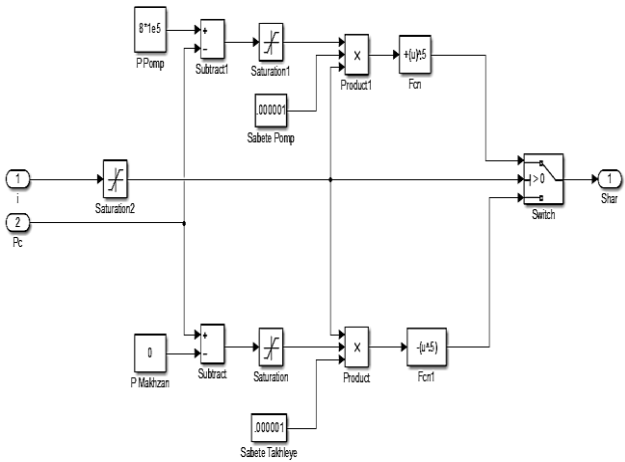 8*1e5
P Pomp
+
−
Subtract1
Saturation1
×
Product1
+(u)^.5
Fcn
.000001
Sabete Pomp
1
i
Saturation2
| > 0
Switch
1
Shar
2
Pc
0
P Makhzan
+
−
Subtract
Saturation
×
Product
-(u^.5)
Fcn1
.000001
Sabete Takhleye